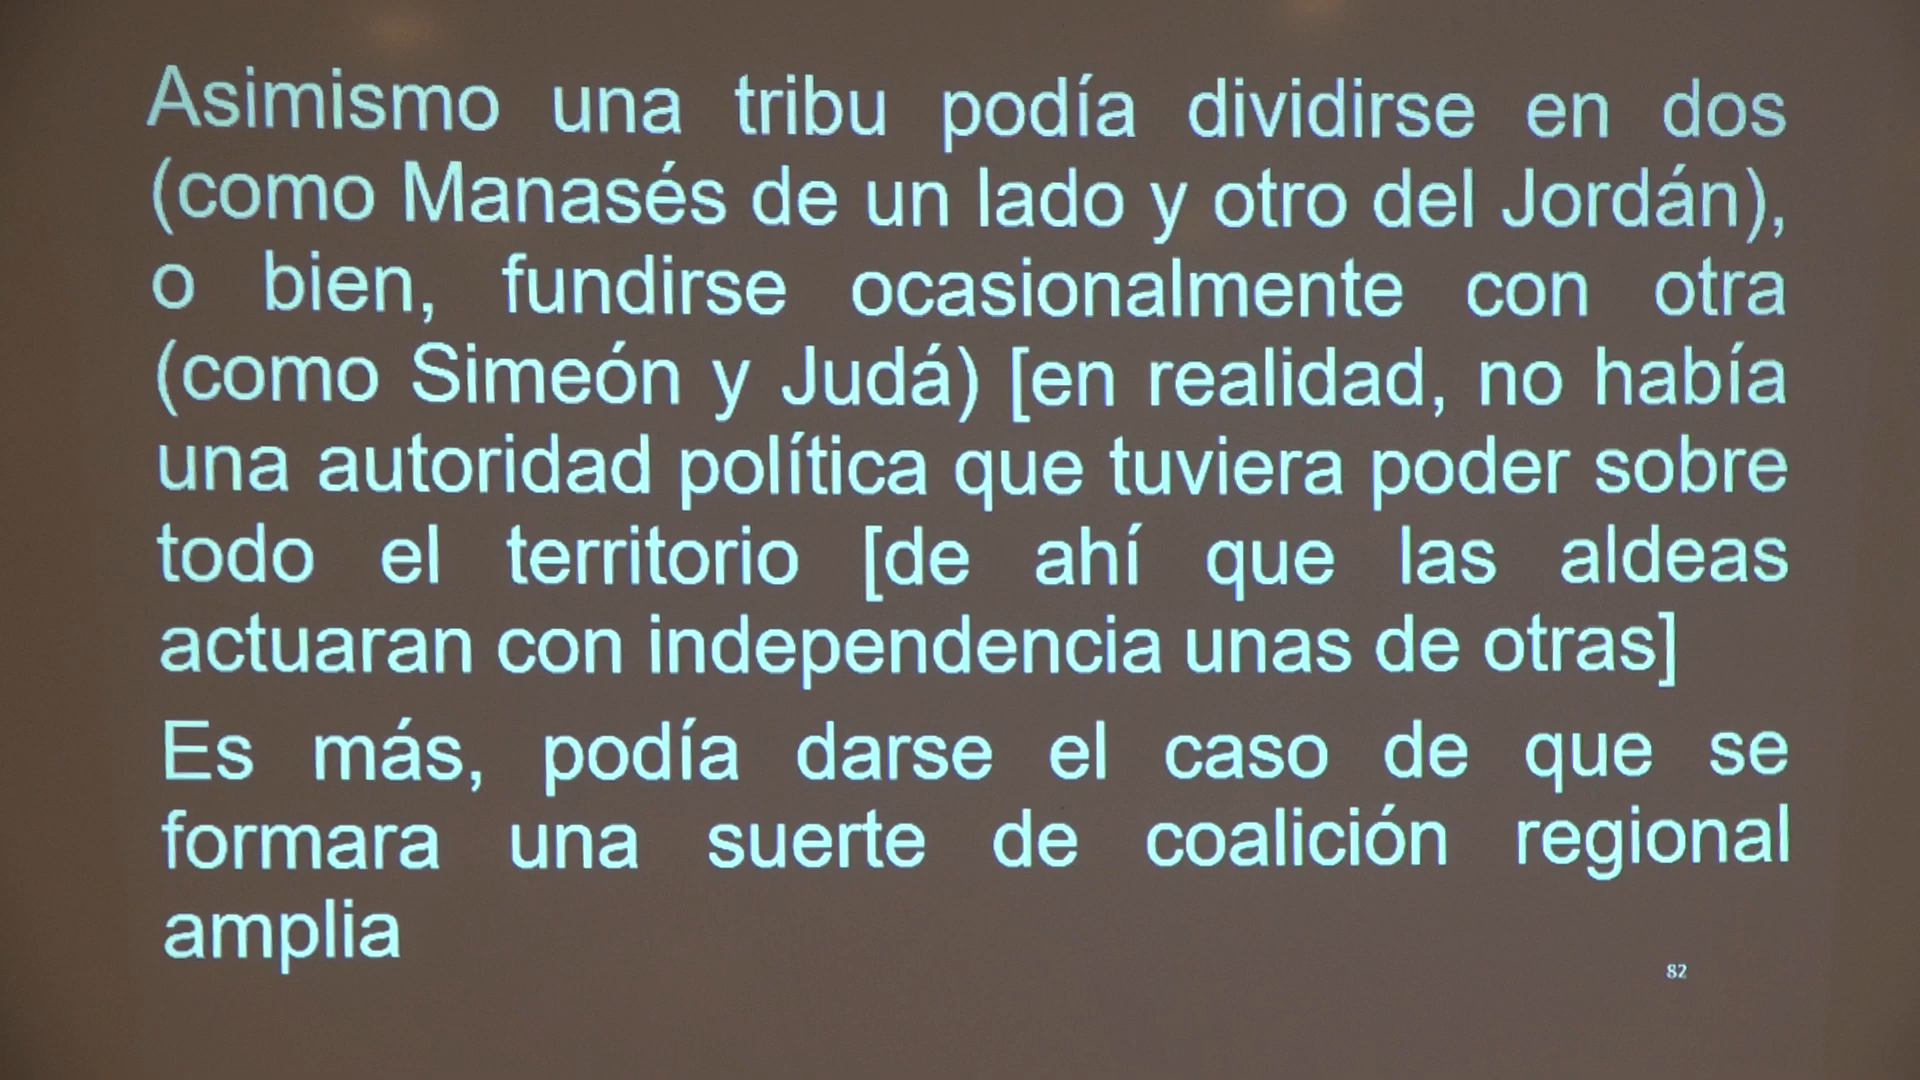 Asimismo una tribu podía dividirse en dos
(como Manasés de un lado y otro del Jordán),
o bien, fundirse ocasionalmente con otra
(como Simeón y Judá) [en realidad, no había
una autoridad política que tuviera poder sobre
todo el territorio [de ahí que las aldeas
actuaran con independencia unas de otras]
Es más, podía darse el caso de que se
formara una suerte de coalición regional
amplia
82